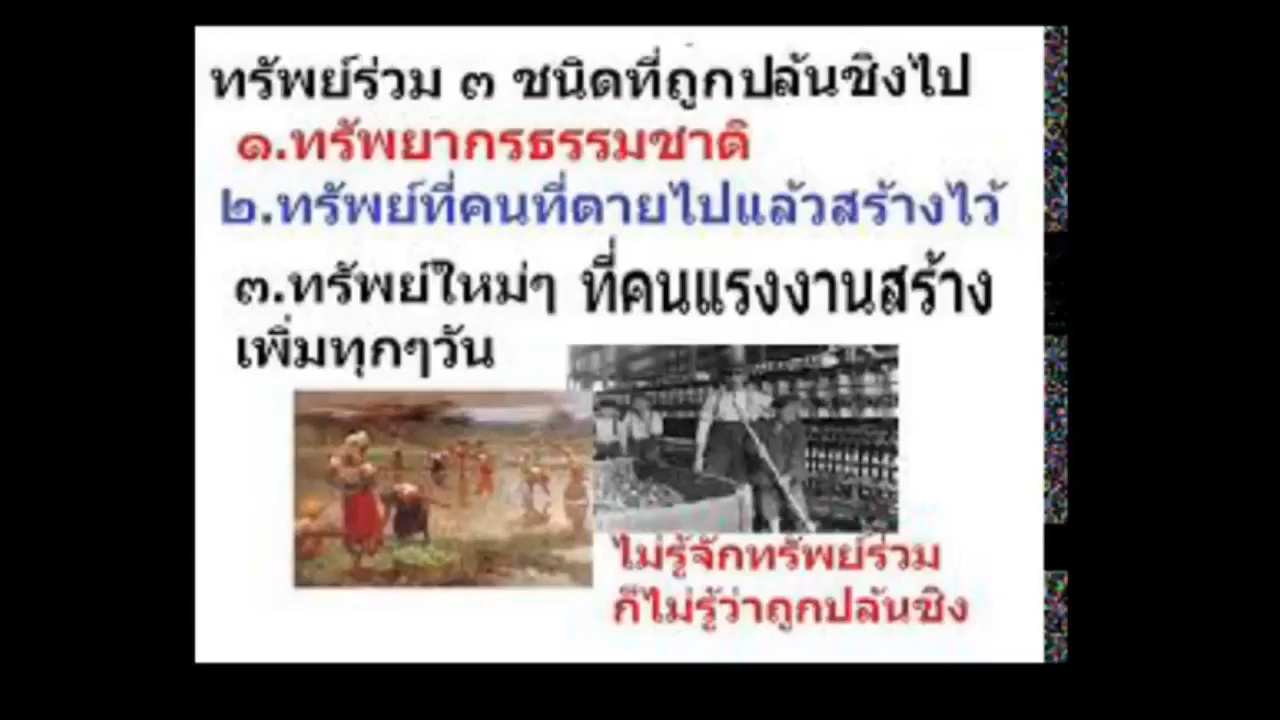 ทรัพย์ร่วม ๓ ชนิดที่ถูกปล้นชิงไป
๑.ทรัพยากรธรรมชาติ
๒.ทรัพย์ที่คนที่ตายไปแล้วสร้างไว้
๓.ทรัพย์ใหม่ๆ ที่คนแรงงานสร้าง
เพิ่มทุกๆวัน
ไม่รู้จักทรัพย์ร่วม
ก็ไม่รู้ว่าถูกปล้นชิง